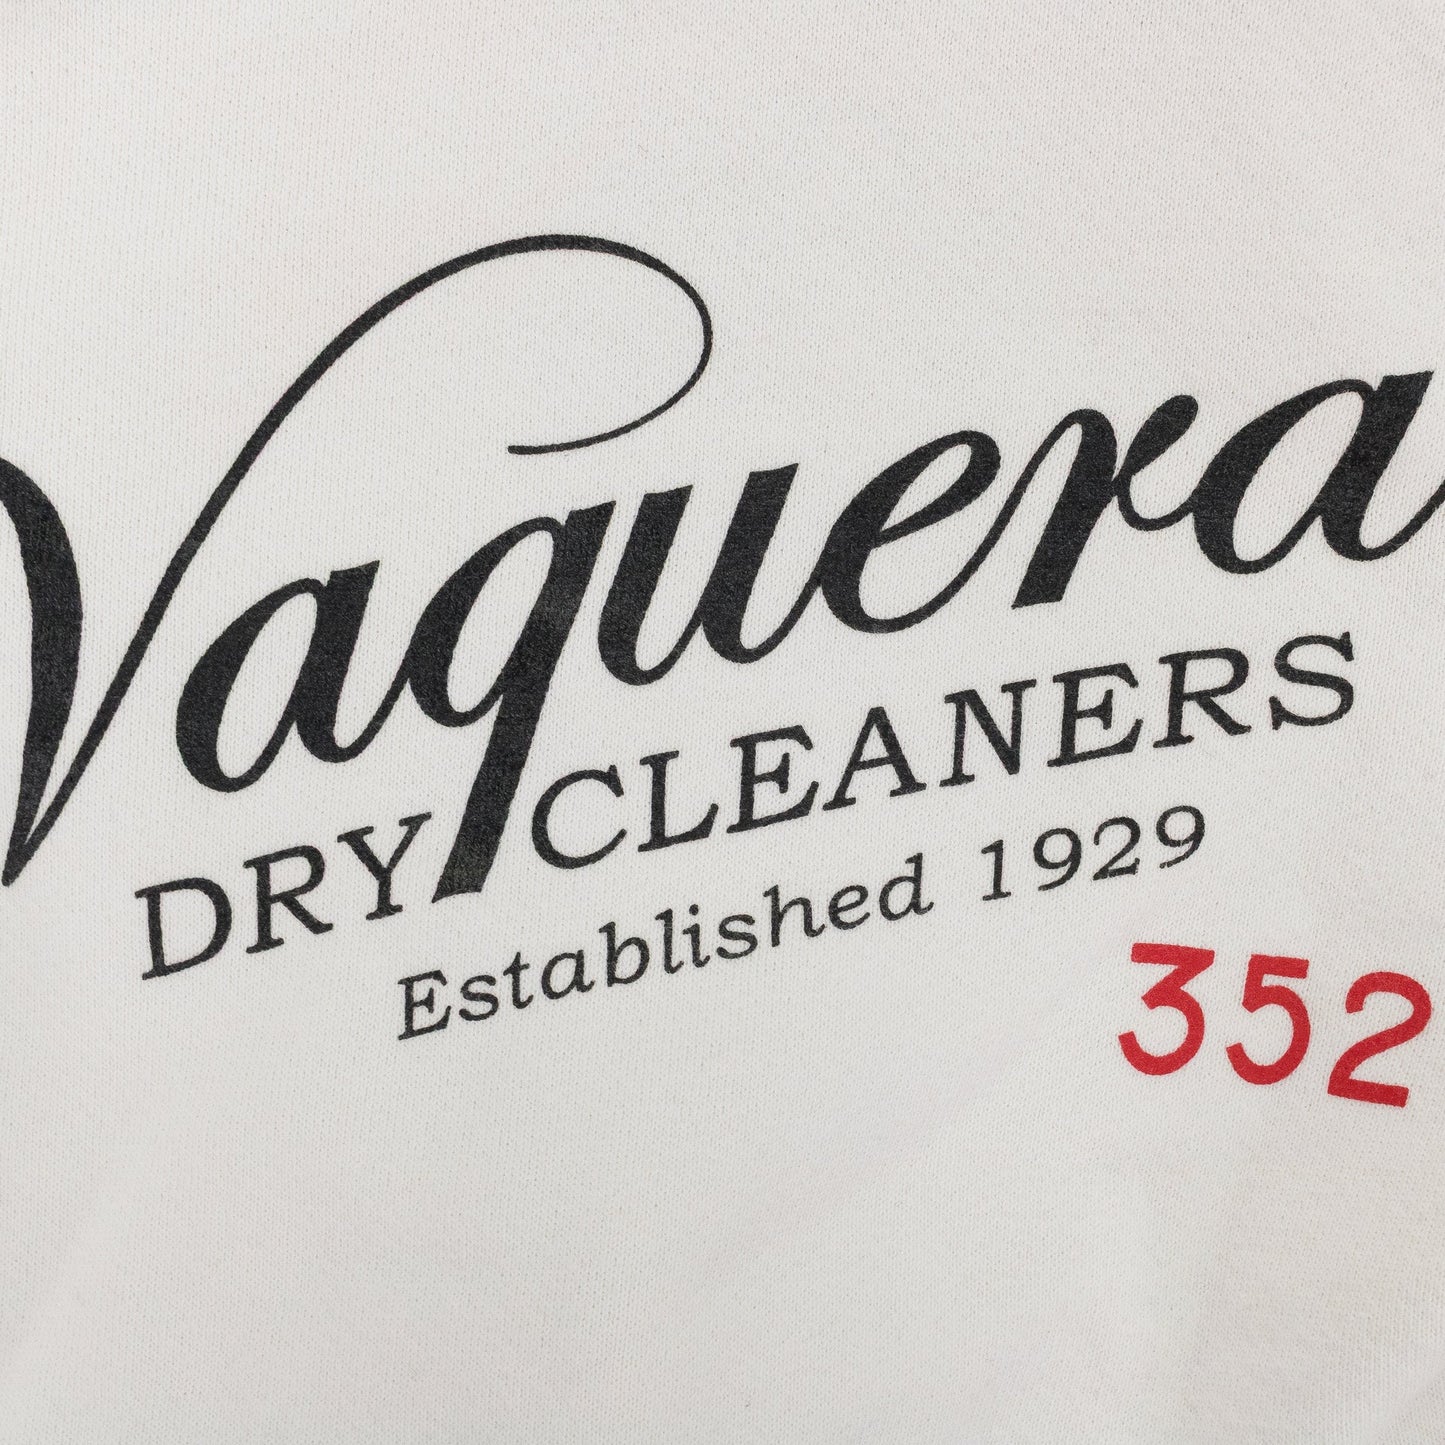 Vaquera
DRY CLEANERS
Established 1929
352